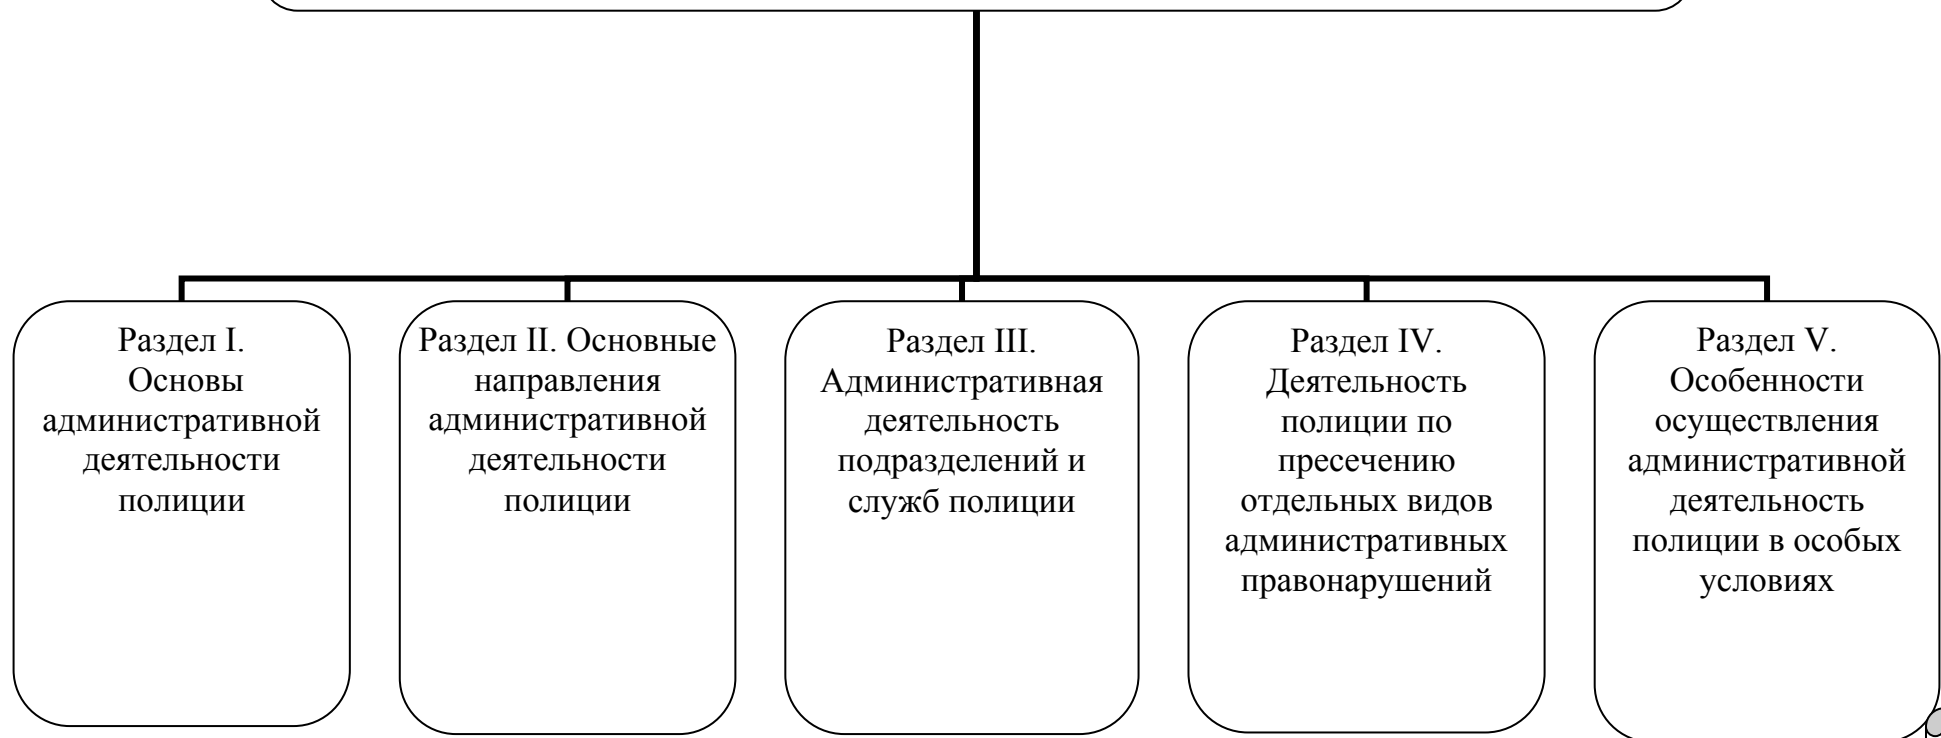 Раздел I.
Основы
административной
деятельности
полиции
Раздел II. Основные
направления
административной
деятельности
полиции
Раздел III.
Административная
деятельность
подразделений и
служб полиции
Раздел IV.
Деятельность
полиции по
пресечению
отдельных видов
административных
правонарушений
Раздел V.
Особенности
осуществления
административной
деятельность
полиции в особых
условиях